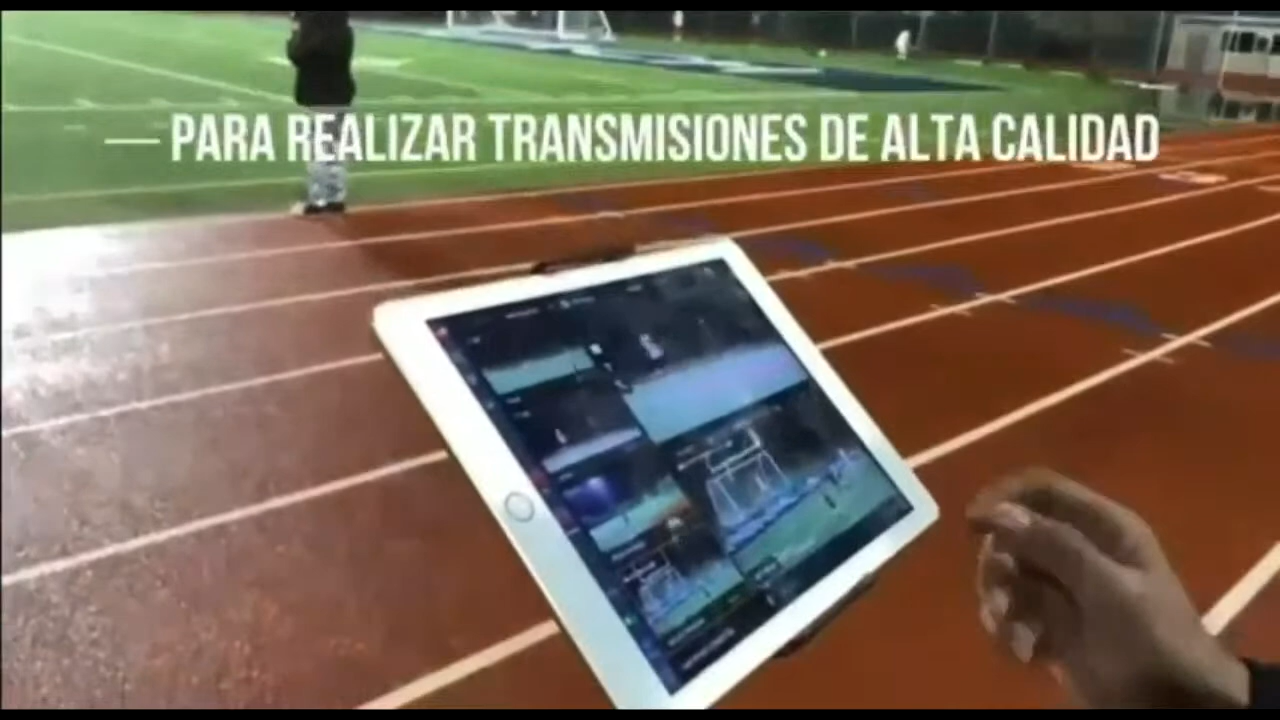 — PARA REALIZAR TRANSMISIONES DE ALTA CALIDAD